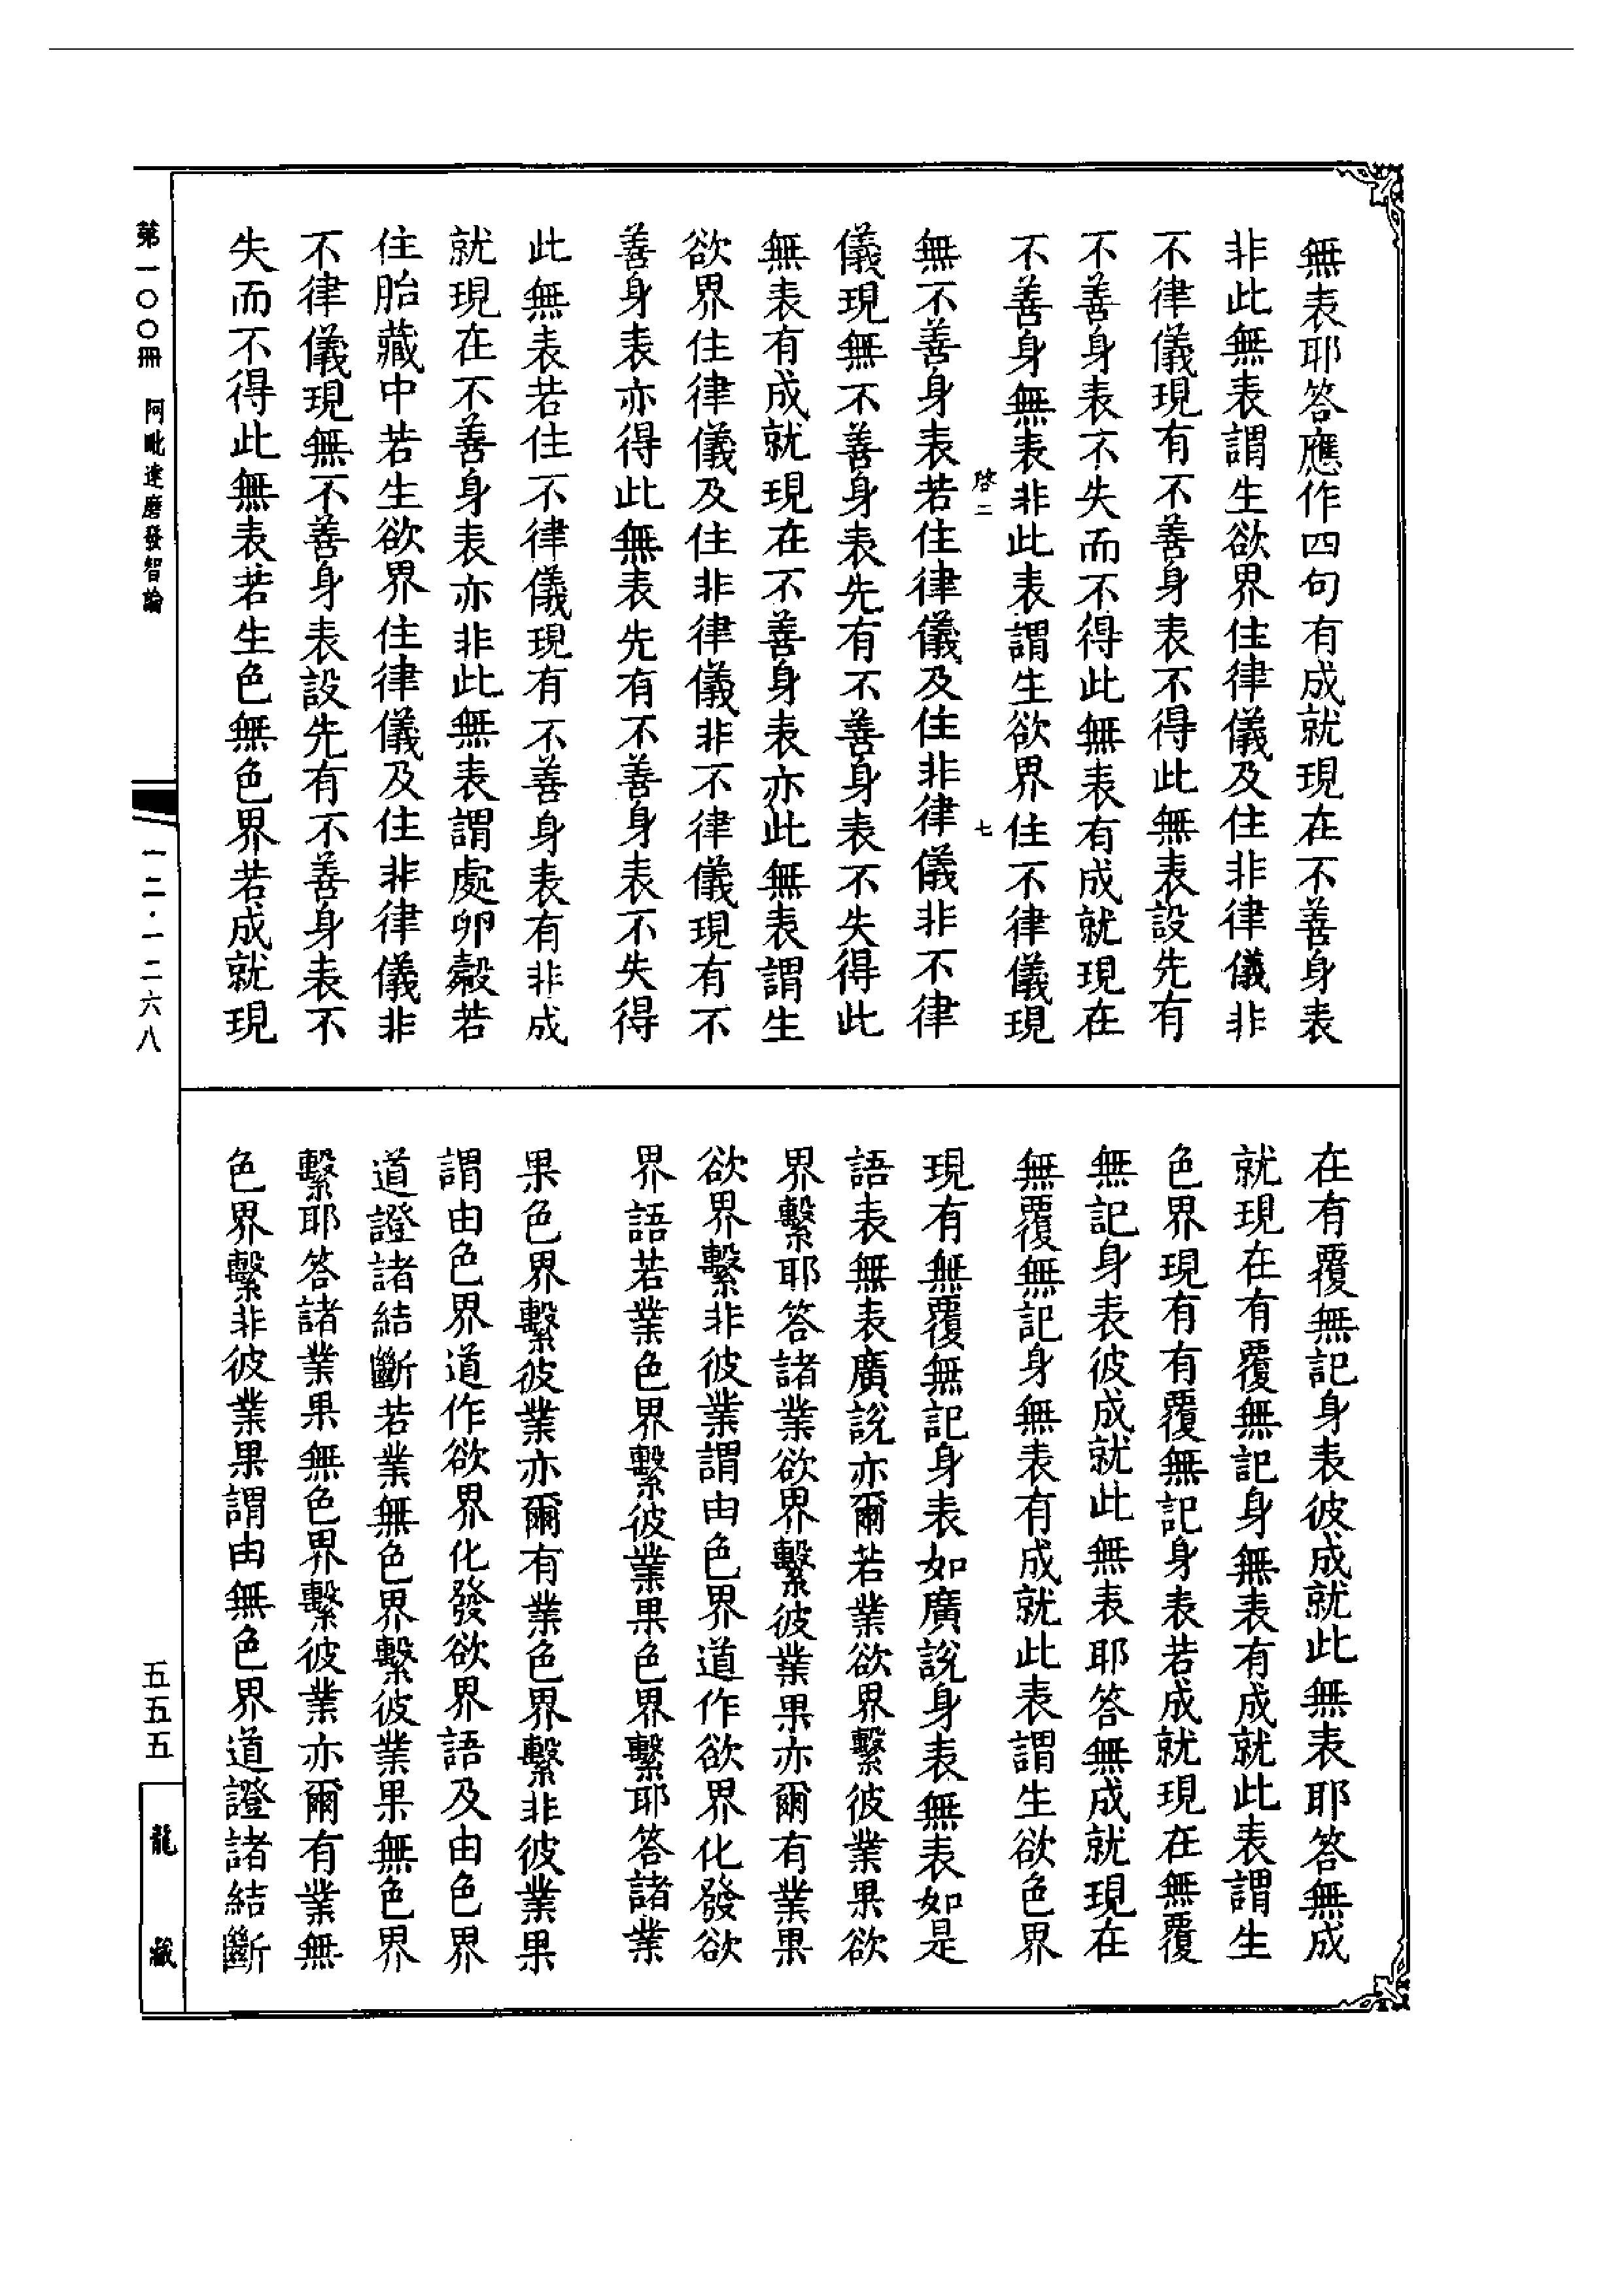 無表耶答應作四句有成就現在不善身表
非此無表謂生欲界住律儀及住非律儀非
不律儀現有不善身表不得此無表設先有
不善身表不失而不得此無表有成就現在
不善身無表非此表謂生欲界住不律儀現
啓二 七
無不善身表若住律儀及住非律儀非不律
儀現無不善身表先有不善身表不失得此
無表有成就現在不善身表亦此無表謂生
欲界住律儀及住非律儀非不律儀現有不
善身表亦得此無表先有不善身表不失得
此無表若住不律儀現有不善身表有非成
就現在不善身表亦非此無表謂處卵㲉若
住胎藏中若生欲界住律儀及住非律儀非
不律儀現無不善身表設先有不善身表不
失而不得此無表若生色無色界若成就現
在有覆無記身表彼成就此無表耶答無成
就現在有覆無記身無表有成就此表謂生
色界現有有覆無記身表若成就現在無覆
無記身表彼成就此無表耶答無成就現在
無覆無記身無表有成就此表謂生欲色界
現有無覆無記身表如廣說身表無表如是
語表無表廣說亦爾若業欲界繫彼業果欲
界繫耶答諸業欲界繫彼業果亦爾有業果
欲界繫非彼業謂由色界道作欲界化發欲
界語若業色界繫彼業果色界繫耶答諸業
果色界繫彼業亦爾有業色界繫非彼業果
謂由色界道作欲界化發欲界語及由色界
道證諸結斷若業無色界繫彼業果無色界
繫耶答諸業果無色界繫彼業亦爾有業無
色界繫非彼業果謂由無色界道證諸結斷
第一〇〇冊 阿毗達磨發智論
一二·一二六八
五五五
龍藏